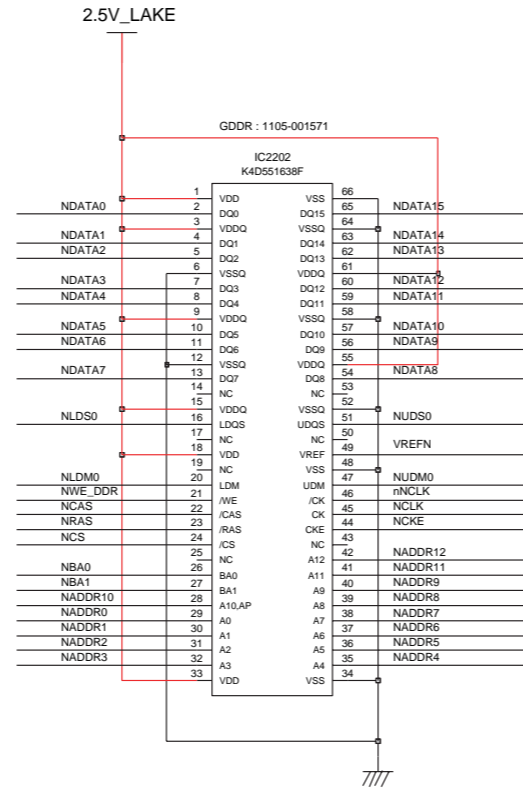 2.5V_LAKE
GDDR : 1105-001571
IC2202
K4D551638F
1 VDD VSS 66
NDATA0 2 DQ0 DQ15 65 NDATA15
3 VDDQ VSSQ 64
NDATA1 4 DQ1 DQ14 63 NDATA14
NDATA2 5 DQ2 DQ13 62 NDATA13
6 VSSQ VDDQ 61
NDATA3 7 DQ3 DQ12 60 NDATA12
NDATA4 8 DQ4 DQ11 59 NDATA11
9 VDDQ VSSQ 58
NDATA5 10 DQ5 DQ10 57 NDATA10
NDATA6 11 DQ6 DQ9 56 NDATA9
12 VSSQ VDDQ 55
NDATA7 13 DQ7 DQ8 54 NDATA8
14 NC NC 53
15 VDDQ VSSQ 52
NLDS0 16 LDQS UDQS 51 NUDS0
17 NC NC 50
18 VDD VREF 49 VREFN
19 NC VSS 48
NLDM0 20 LDM UDM 47 NUDM0
NWE_DDR 21 /WE /CK 46 nNCLK
NCAS 22 /CAS CK 45 NCLK
NRAS 23 /RAS CKE 44 NCKE
NCS 24 /CS NC 43
25 NC A12 42 NADDR12
NBA0 26 BA0 A11 41 NADDR11
NBA1 27 BA1 A9 40 NADDR9
NADDR10 28 A10,AP A8 39 NADDR8
NADDR0 29 A0 A7 38 NADDR7
NADDR1 30 A1 A6 37 NADDR6
NADDR2 31 A2 A5 36 NADDR5
NADDR3 32 A3 A4 35 NADDR4
33 VDD VSS 34